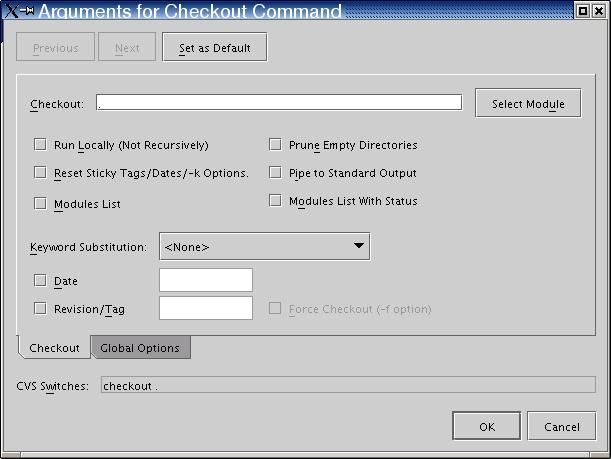 Arguments for Checkout Command
Previous Next Set as Default
Checkout: . Select Module
Run Locally (Not Recursively) Prune Empty Directories
Reset Sticky Tags/Dates/-k Options. Pipe to Standard Output
Modules List Modules List With Status
Keyword Substitution: <None>
Date
Revision/Tag Force Checkout (-f option)
Checkout Global Options
CVS Switches: checkout .
OK Cancel